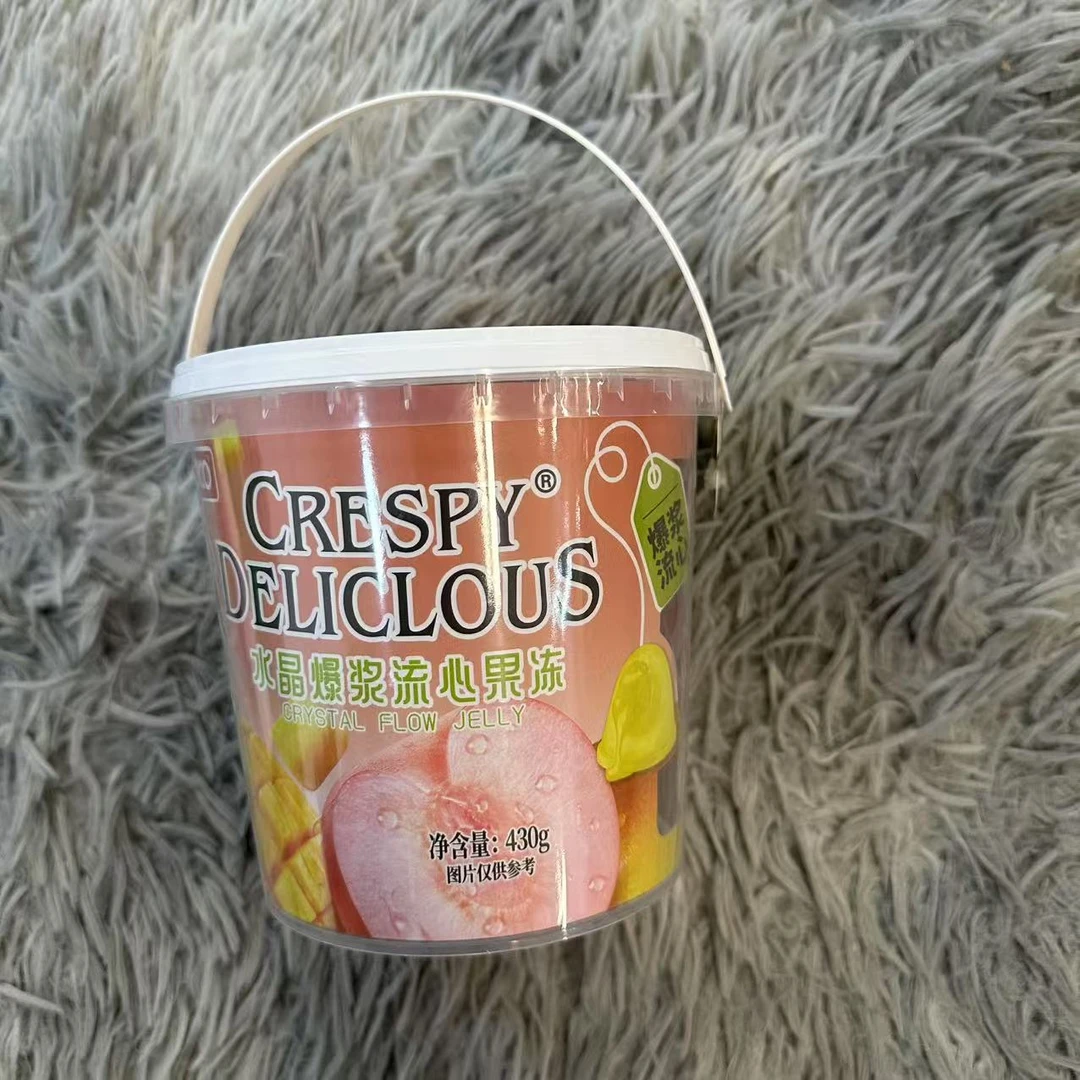 CRESPY®
DELICLOUS
水晶爆浆流心果冻
CRYSTAL FLOW JELLY
爆浆
流心
净含量：430g
图片仅供参考